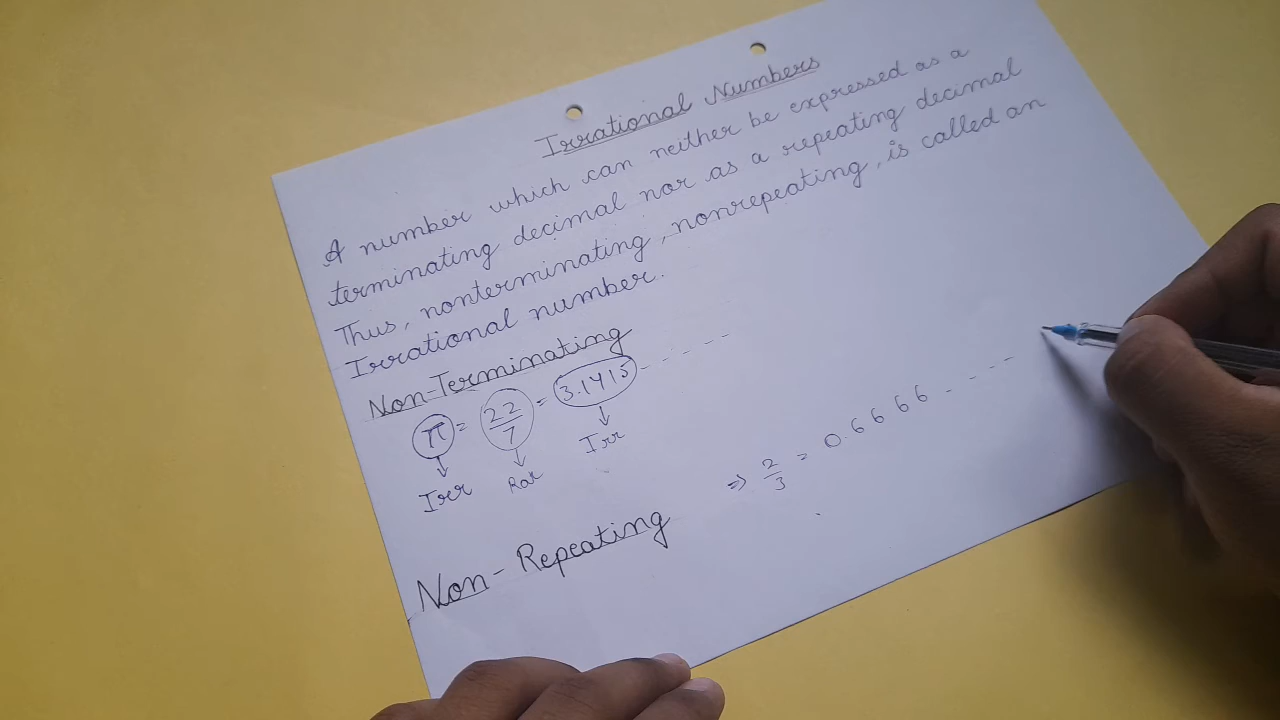 Irrational Numbers
A number which can neither be expressed as a
terminating decimal nor as a repeating decimal
Thus, nonterminating, nonrepeating, is called an
Irrational number.
Non-Terminating
π = 22/7 = 3.1415-----
Irr Rat Irr
⇒ 2/3 = 0.6666----
Non-Repeating